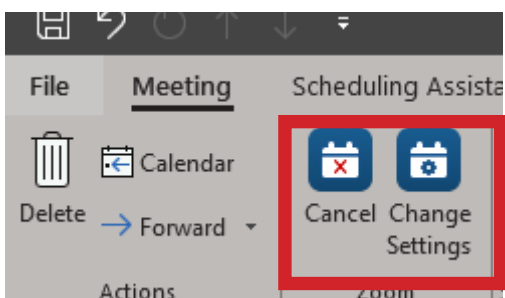 File Meeting Scheduling Assista
Calendar
Delete
Forward
Cancel Change
Settings
Actions
Zoom